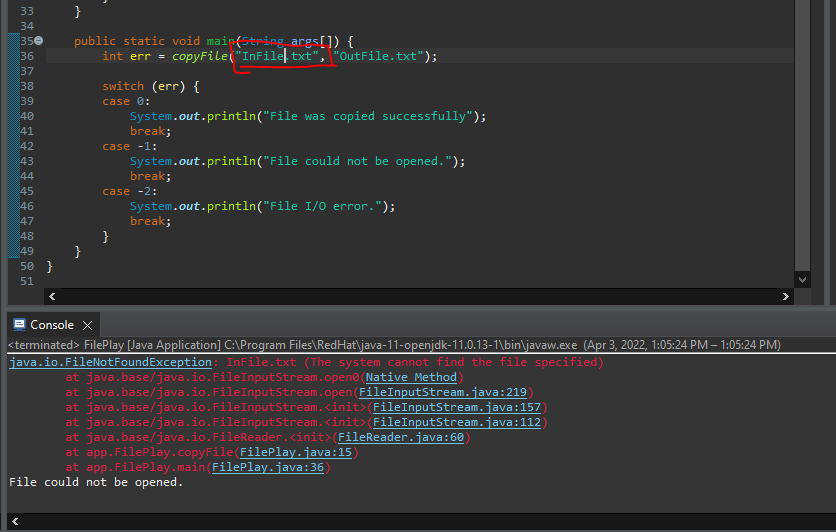 33 }
34
35 public static void main(String args[]) {
36 int err = copyFile("InFile.txt", "OutFile.txt");
37
38 switch (err) {
39 case 0:
40 System.out.println("File was copied successfully");
41 break;
42 case -1:
43 System.out.println("File could not be opened.");
44 break;
45 case -2:
46 System.out.println("File I/O error.");
47 break;
48 }
49 }
50 }
51
Console
<terminated> FilePlay [Java Application] C:\Program Files\RedHat\java-11-openjdk-11.0.13-1\bin\javaw.exe (Apr 3, 2022, 1:05:24 PM – 1:05:24 PM)
java.io.FileNotFoundException: InFile.txt (The system cannot find the file specified)
at java.base/java.io.FileInputStream.open0(Native Method)
at java.base/java.io.FileInputStream.open(FileInputStream.java:219)
at java.base/java.io.FileInputStream.<init>(FileInputStream.java:157)
at java.base/java.io.FileInputStream.<init>(FileInputStream.java:112)
at java.base/java.io.FileReader.<init>(FileReader.java:60)
at app.FilePlay.copyFile(FilePlay.java:15)
at app.FilePlay.main(FilePlay.java:36)
File could not be opened.